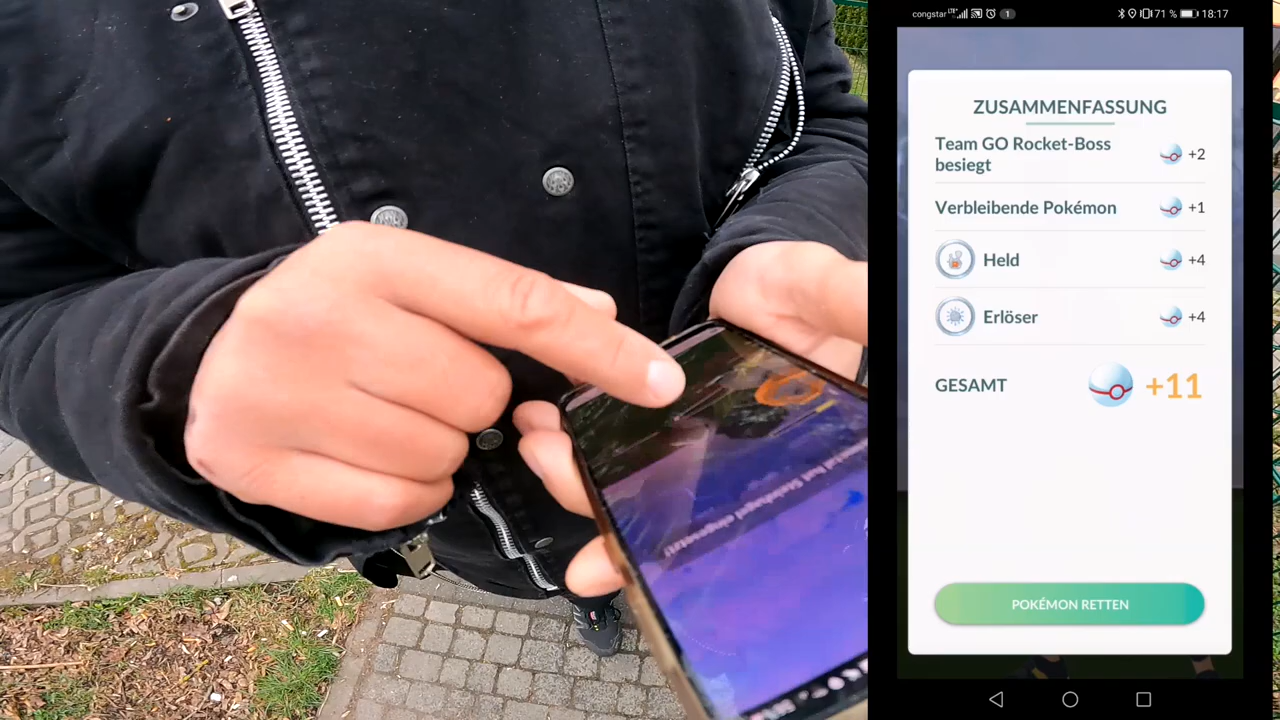 congstar 1 71 % 18:17
ZUSAMMENFASSUNG
Team GO Rocket-Boss
besiegt
+2
Verbleibende Pokémon +1
Held +4
Erlöser +4
GESAMT +11
POKÉMON RETTEN